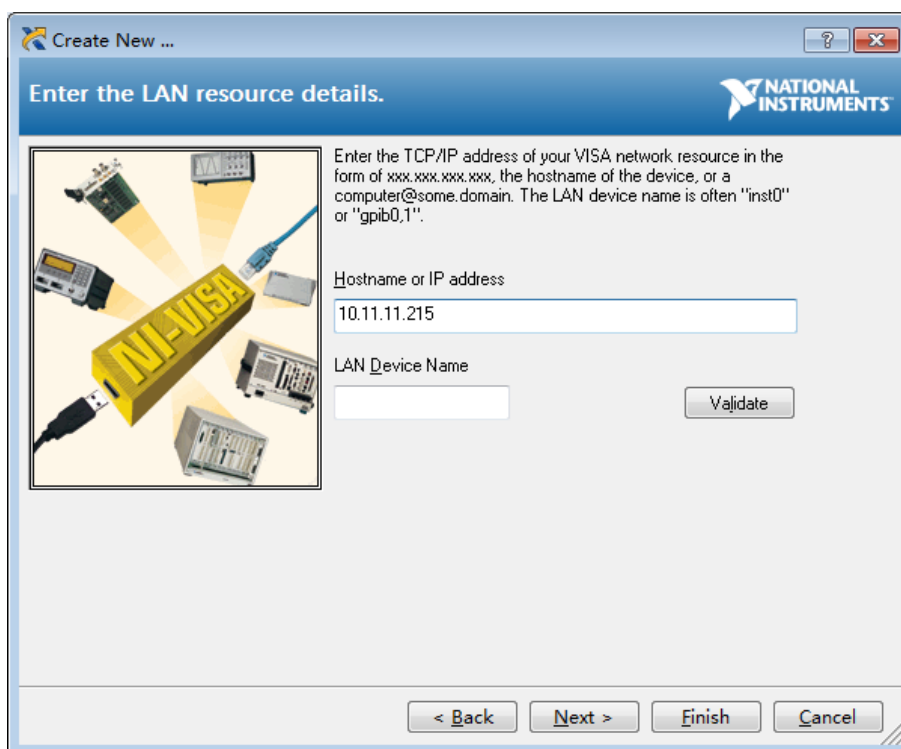 Create New ...
Enter the LAN resource details.
NATIONAL
INSTRUMENTS
Enter the TCP/IP address of your VISA network resource in the
form of xxx.xxx.xxx.xxx, the hostname of the device, or a
computer@some.domain. The LAN device name is often "inst0"
or "gpib0,1".
NI-VISA
Hostname or IP address
10.11.11.215
LAN Device Name
Validate
< Back
Next >
Finish
Cancel